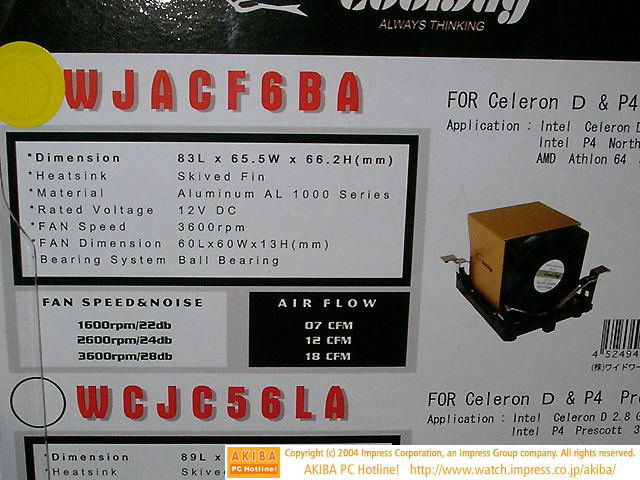 ALWAYS THINKING
WJACF6BA
FOR Celeron D & P4
Application : Intel Celeron D
Intel P4 North
AMD Athlon 64
*Dimension 83L x 65.5W x 66.2H(mm)
*Heatsink Skived Fin
*Material Aluminum AL 1000 Series
*Rated Voltage 12V DC
*FAN Speed 3600rpm
*FAN Dimension 60Lx60Wx13H(mm)
*Bearing System Ball Bearing
FAN SPEED&NOISE
1600rpm/22db
2600rpm/24db
3600rpm/28db
AIR FLOW
07 CFM
12 CFM
18 CFM
4 52494
(株)ワイドワー
WCJC56LA
FOR Celeron D & P4 Pre
Application : Intel Celeron D 2.8 G
Intel P4 Prescott 3
*Dimension 89L x
*Heatsink Skive
AKIBA
PC Hotline!
Copyright (c) 2004 Impress Corporation, an Impress Group company. All rights reserved.
AKIBA PC Hotline! http://www.watch.impress.co.jp/akiba/